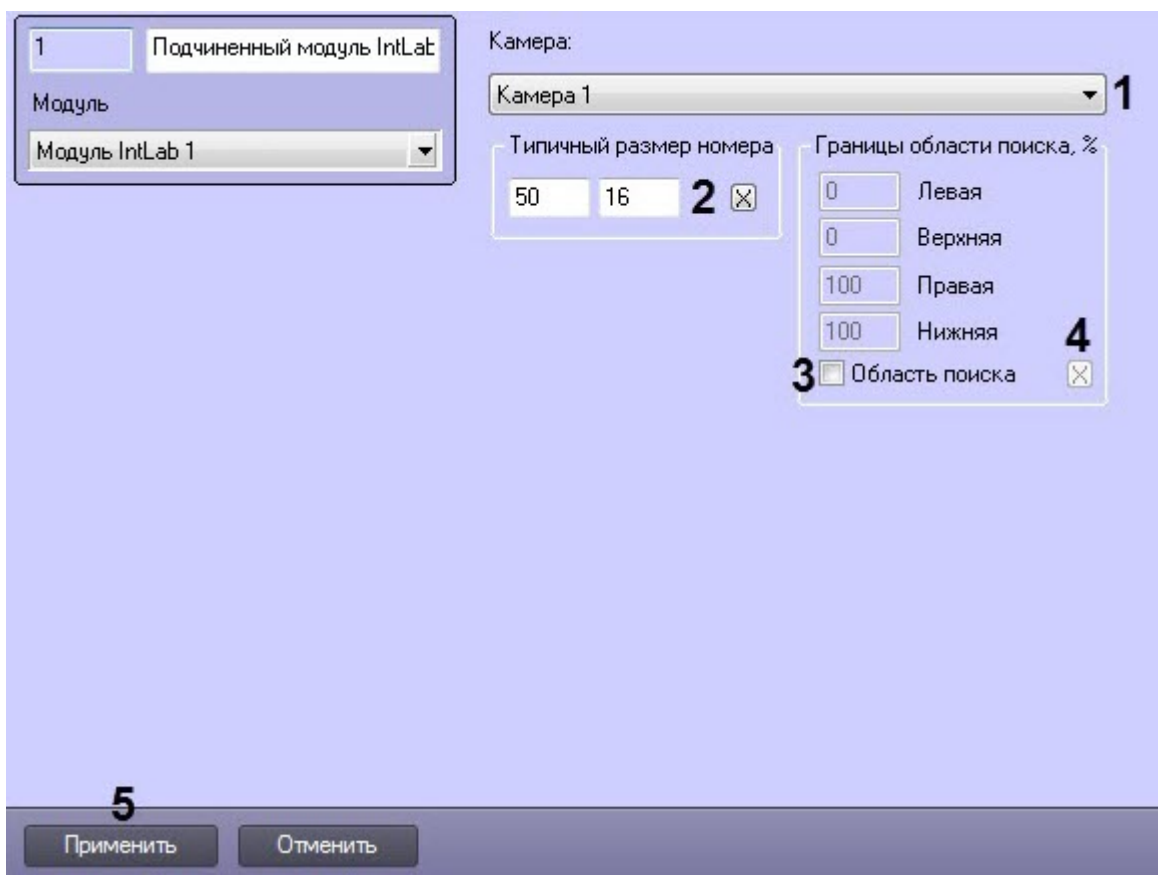 1
Подчиненный модуль IntLab
Модуль
Модуль IntLab 1
Камера:
Камера 1
1
Типичный размер номера
50
16
2
Границы области поиска, %
0 Левая
0 Верхняя
100 Правая
100 Нижняя
4
3
Область поиска
5
Применить
Отменить